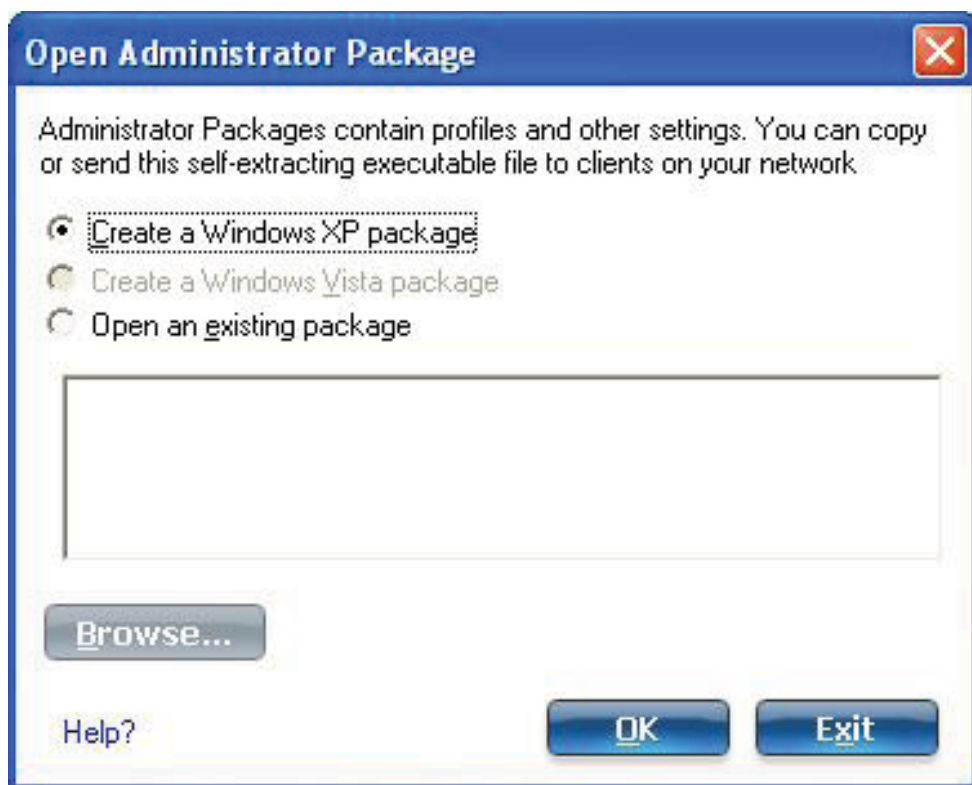 Open Administrator Package
Administrator Packages contain profiles and other settings. You can copy
or send this self-extracting executable file to clients on your network
Create a Windows XP package
Create a Windows Vista package
Open an existing package
Browse...
Help?
OK
Exit